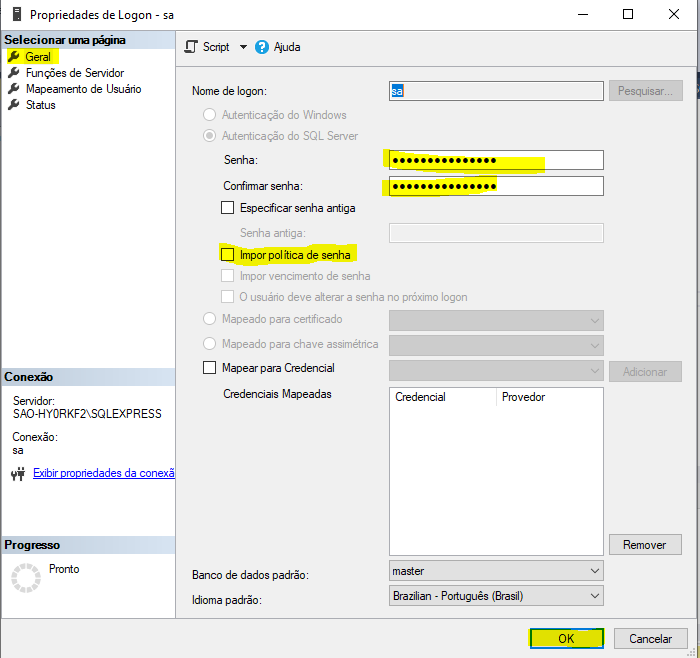 Propriedades de Logon - sa
Selecionar uma página
Geral
Funções de Servidor
Mapeamento de Usuário
Status
Script
Ajuda
Nome de logon:
sa
Pesquisar...
Autenticação do Windows
Autenticação do SQL Server
Senha:
●●●●●●●●●●●●●●●
Confirmar senha:
●●●●●●●●●●●●●●●
Especificar senha antiga
Senha antiga:
Impor política de senha
Impor vencimento de senha
O usuário deve alterar a senha no próximo logon
Mapeado para certificado
Mapeado para chave assimétrica
Mapear para Credencial
Adicionar
Credenciais Mapeadas
Credencial
Provedor
Remover
Banco de dados padrão:
master
Idioma padrão:
Brazilian - Português (Brasil)
Conexão
Servidor:
SAO-HY0RKF2\SQLEXPRESS
Conexão:
sa
Exibir propriedades da conexã
Progresso
Pronto
OK
Cancelar